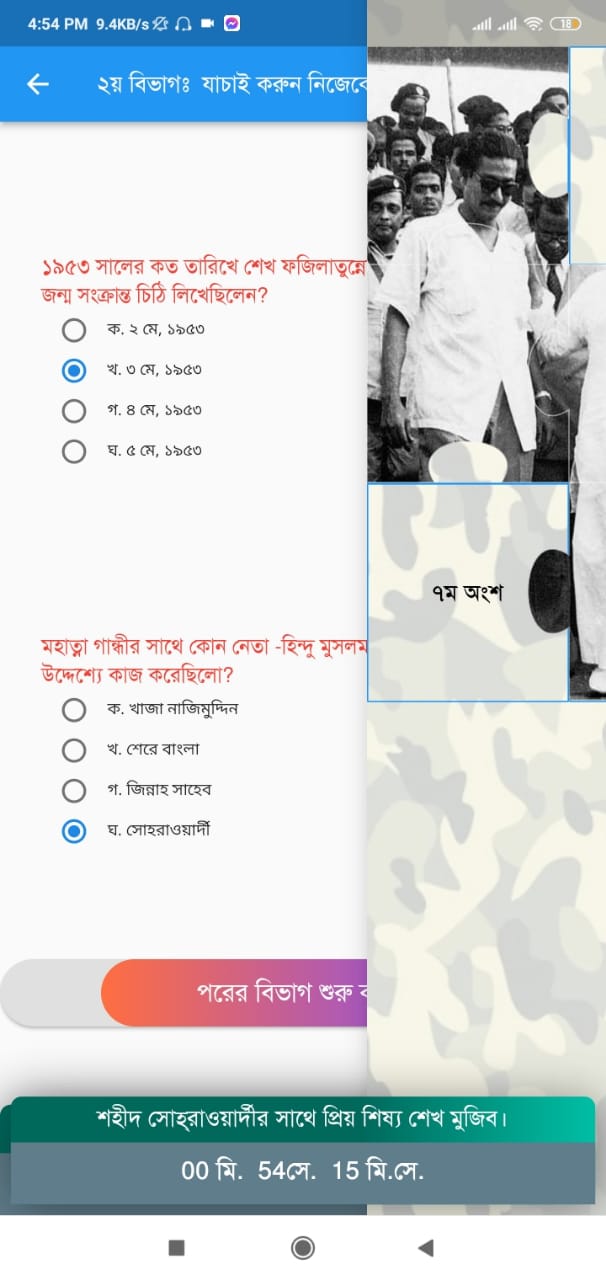 4:54 PM 9.4KB/s 18
২য় বিভাগঃ যাচাই করুন নিজেকে
১৯৫৩ সালের কত তারিখে শেখ ফজিলাতুন্নে
জন্ম সংক্রান্ত চিঠি লিখেছিলেন?
ক. ২ মে, ১৯৫৩
খ. ৩ মে, ১৯৫৩
গ. ৪ মে, ১৯৫৩
ঘ. ৫ মে, ১৯৫৩
৭ম অংশ
মহাত্না গান্ধীর সাথে কোন নেতা -হিন্দু মুসলম
উদ্দেশ্যে কাজ করেছিলো?
ক. খাজা নাজিমুদ্দিন
খ. শেরে বাংলা
গ. জিন্নাহ সাহেব
ঘ. সোহরাওয়ার্দী
পরের বিভাগ শুরু
শহীদ সোহ্‌রাওয়ার্দীর সাথে প্রিয় শিষ্য শেখ মুজিব।
00 মি. 54সে. 15 মি.সে.